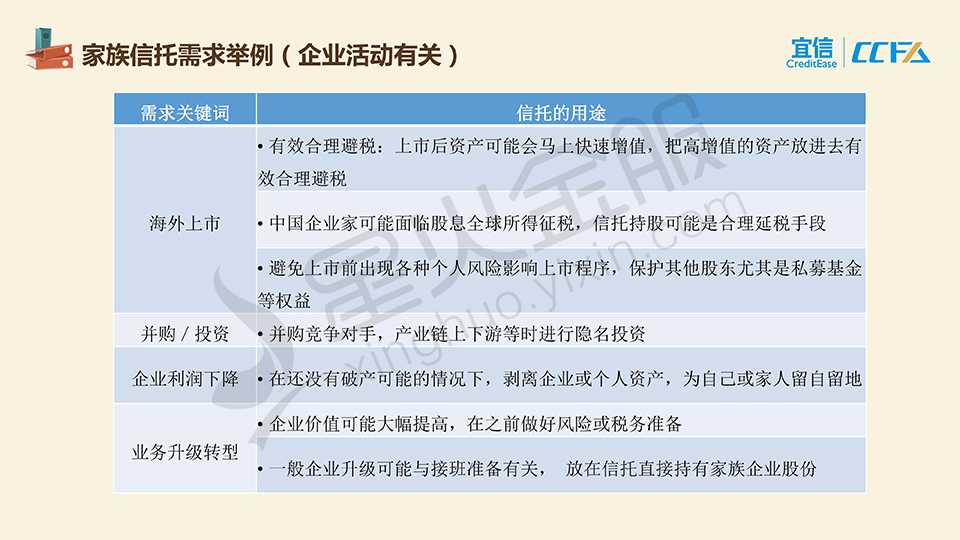 家族信托需求举例（企业活动有关）
宜信
CreditEase
CCFA
需求关键词
信托的用途
海外上市
• 有效合理避税：上市后资产可能会马上快速增值，把高增值的资产放进去有
效合理避税
• 中国企业家可能面临股息全球所得征税，信托持股可能是合理延税手段
• 避免上市前出现各种个人风险影响上市程序，保护其他股东尤其是私募基金
等权益
并购 / 投资
• 并购竞争对手，产业链上下游等时进行隐名投资
企业利润下降
• 在还没有破产可能的情况下，剥离企业或个人资产，为自己或家人留自留地
业务升级转型
• 企业价值可能大幅提高，在之前做好风险或税务准备
• 一般企业升级可能与接班准备有关， 放在信托直接持有家族企业股份
星火金服
xinghuo.yixin.com